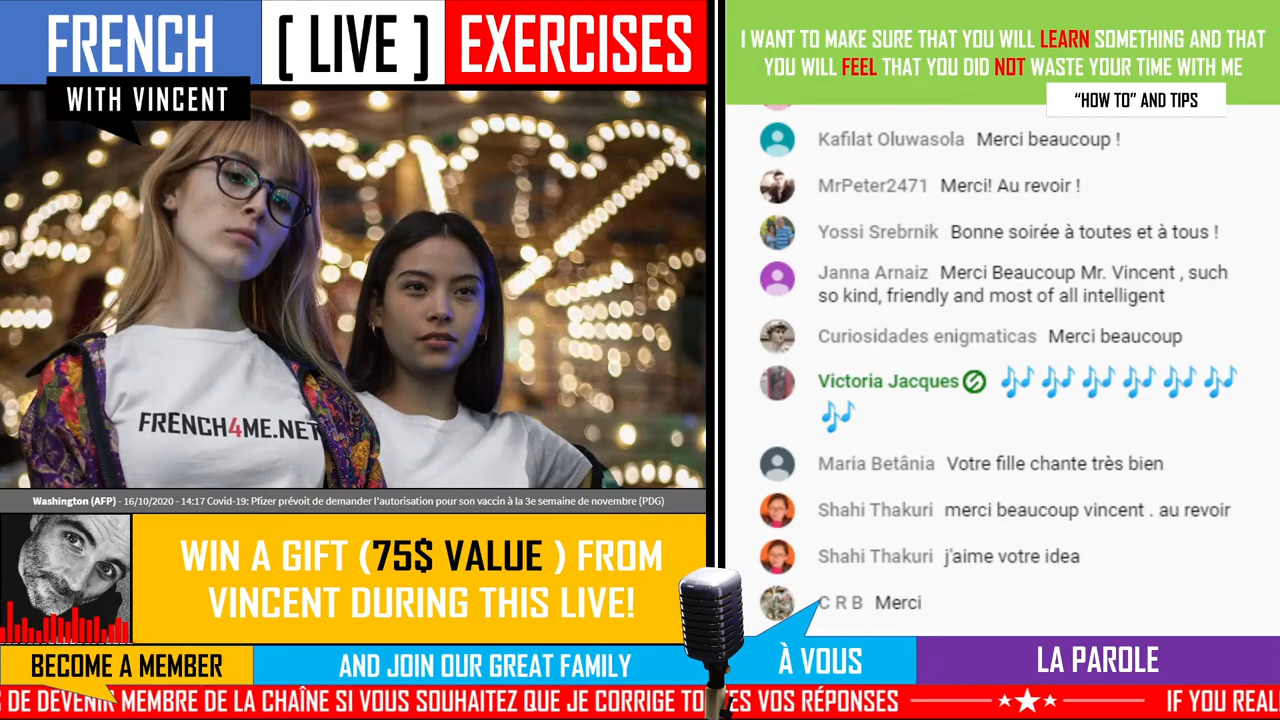 FRENCH
[ LIVE ]
EXERCISES
WITH VINCENT
I WANT TO MAKE SURE THAT YOU WILL LEARN SOMETHING AND THAT
YOU WILL FEEL THAT YOU DID NOT WASTE YOUR TIME WITH ME
“HOW TO” AND TIPS
FRENCH4ME.NET
Washington (AFP) - 16/10/2020 - 14:17 Covid-19: Pfizer prévoit de demander l'autorisation pour son vaccin à la 3e semaine de novembre (PDG)
WIN A GIFT (75$ VALUE ) FROM
VINCENT DURING THIS LIVE!
Kafilat Oluwasola Merci beaucoup !
MrPeter2471 Merci! Au revoir !
Yossi Srebrnik Bonne soirée à toutes et à tous !
Janna Arnaiz Merci Beaucoup Mr. Vincent , such
so kind, friendly and most of all intelligent
Curiosidades enigmaticas Merci beaucoup
Victoria Jacques 🎶🎶🎶🎶🎶🎶
🎶
Maria Betânia Votre fille chante très bien
Shahi Thakuri merci beaucoup vincent . au revoir
Shahi Thakuri j'aime votre idea
C R B Merci
BECOME A MEMBER
AND JOIN OUR GREAT FAMILY
À VOUS
LA PAROLE
DE DEVENIR MEMBRE DE LA CHAÎNE SI VOUS SOUHAITEZ QUE JE CORRIGE VOS RÉPONSES
IF YOU